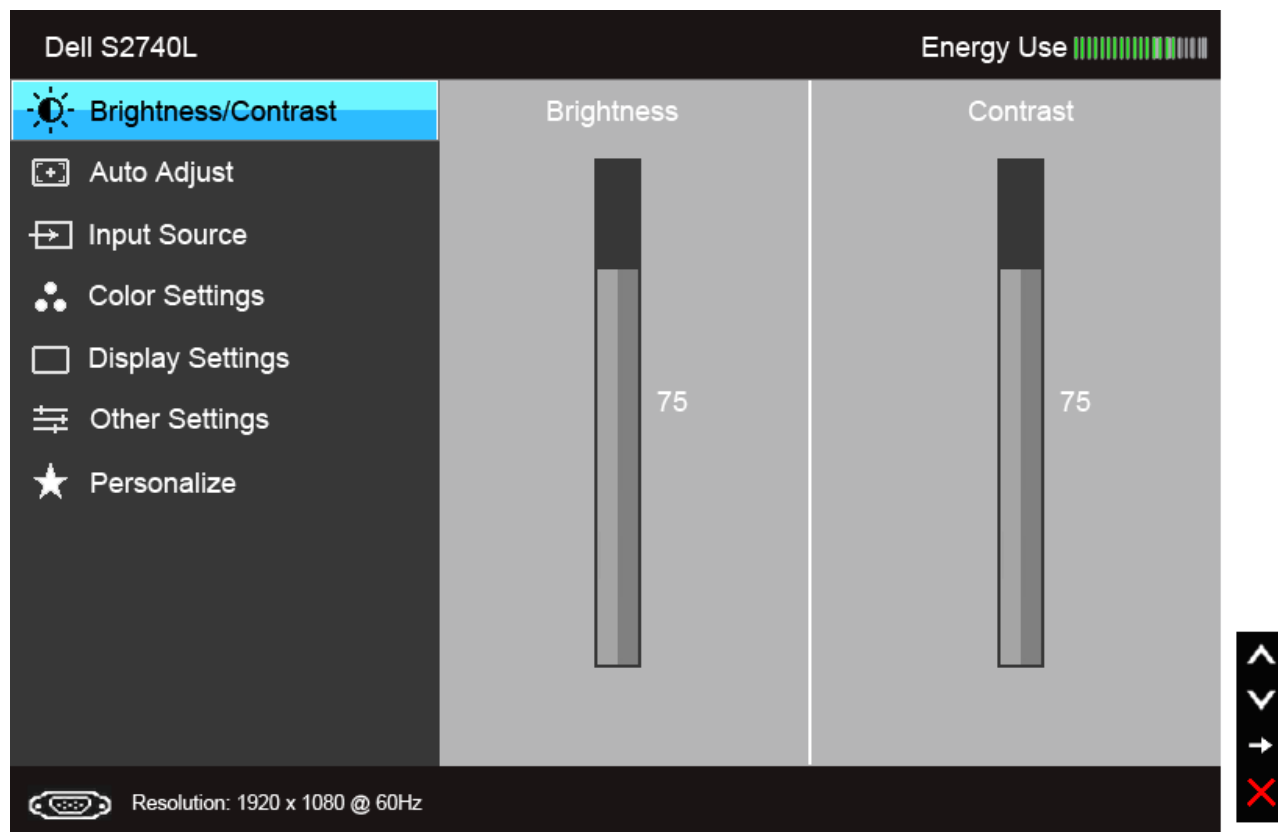 Dell S2740L
Energy Use
Brightness/Contrast
Auto Adjust
Input Source
Color Settings
Display Settings
Other Settings
Personalize
Brightness
75
Contrast
75
Resolution: 1920 x 1080 @ 60Hz